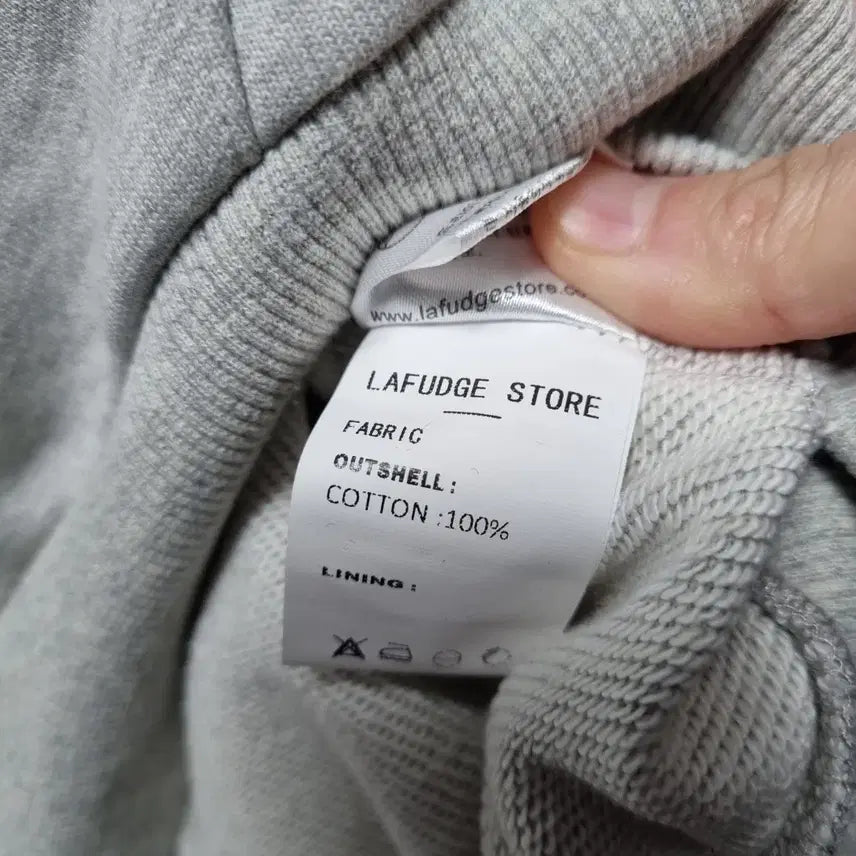 www.lafudgestore.co
LAFUDGE STORE
FABRIC
OUTSHELL:
COTTON :100%
LINING: